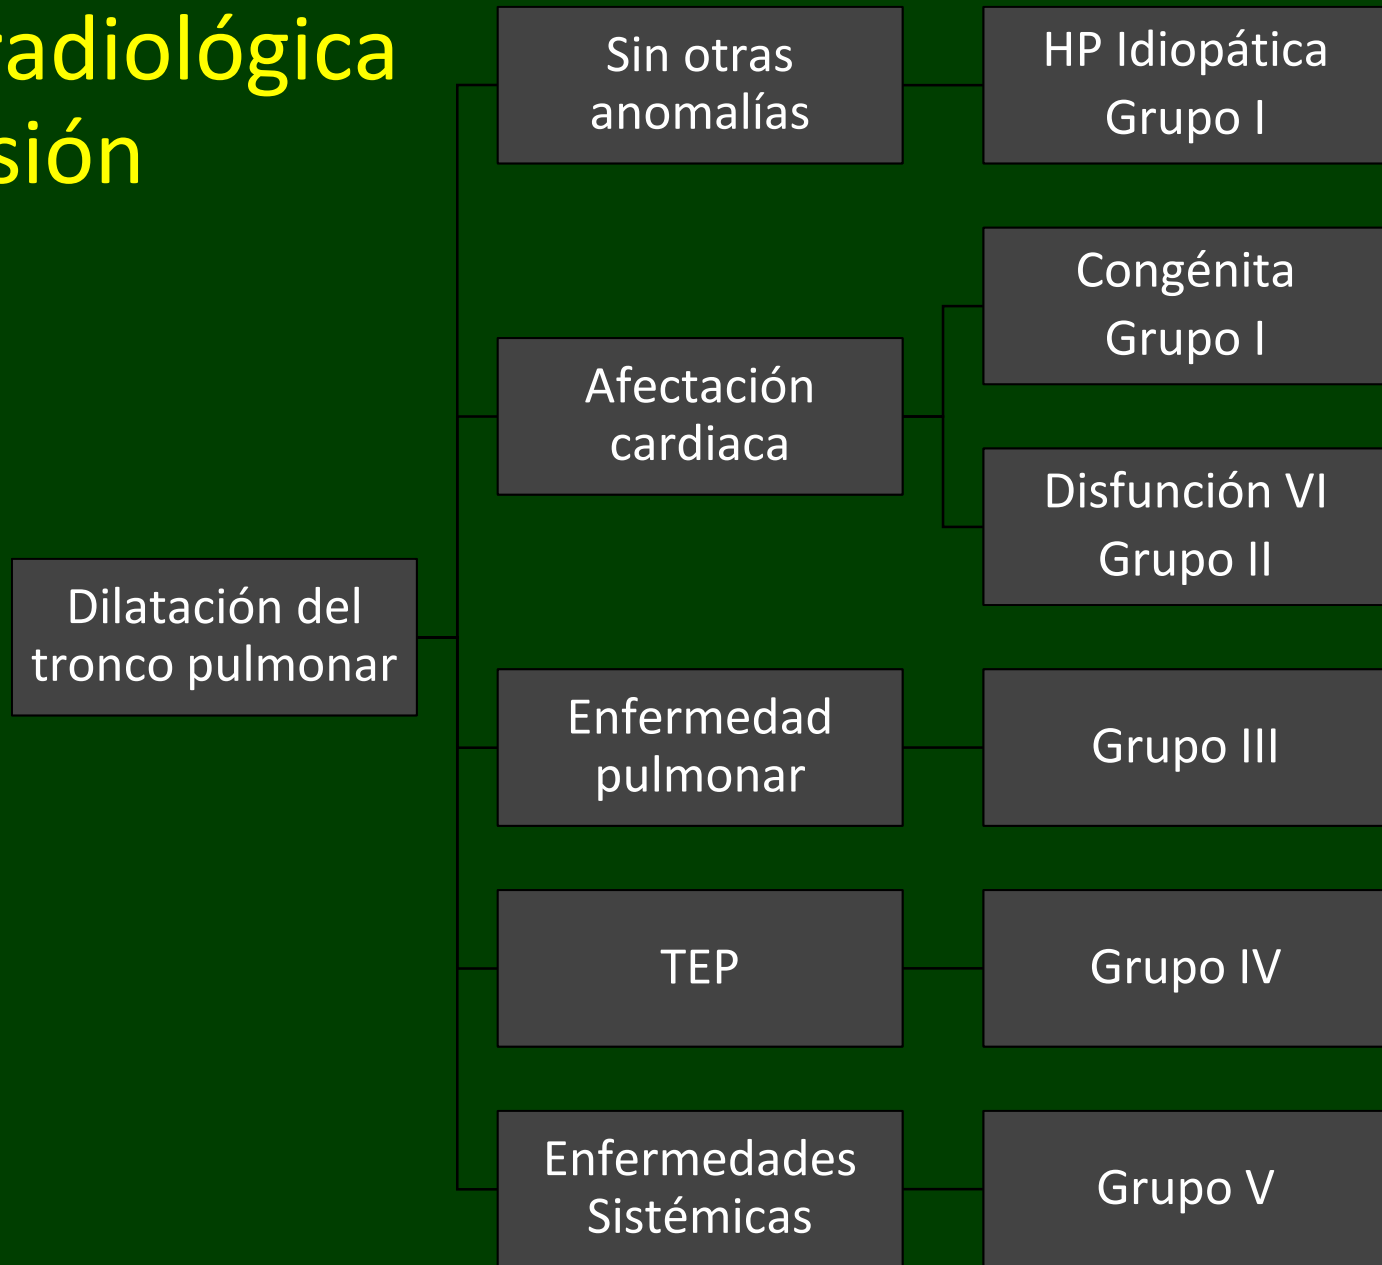 radiológica
sión
Sin otras
anomalías
HP Idiopática
Grupo I
Afectación
cardiaca
Congénita
Grupo I
Disfunción VI
Grupo II
Dilatación del
tronco pulmonar
Enfermedad
pulmonar
Grupo III
TEP
Grupo IV
Enfermedades
Sistémicas
Grupo V